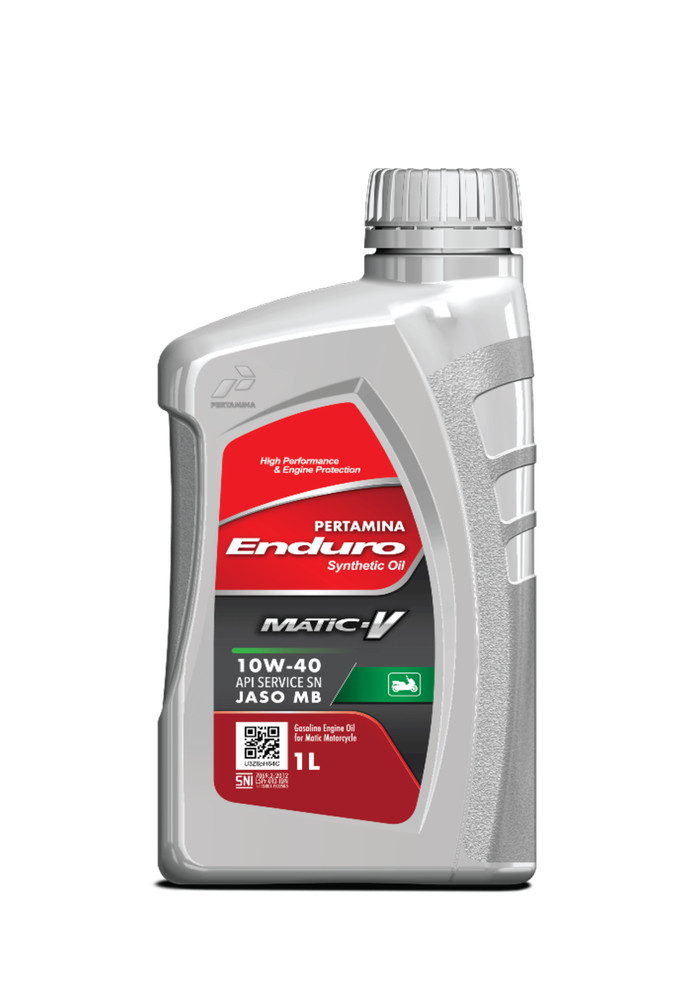 PERTAMINA
High Performance
& Engine Protection
PERTAMINA
Enduro
Synthetic Oil
MATIC-V
10W-40
API SERVICE SN
JASO MB
Gasoline Engine Oil
for Matic Motorcycle
1L
SNI